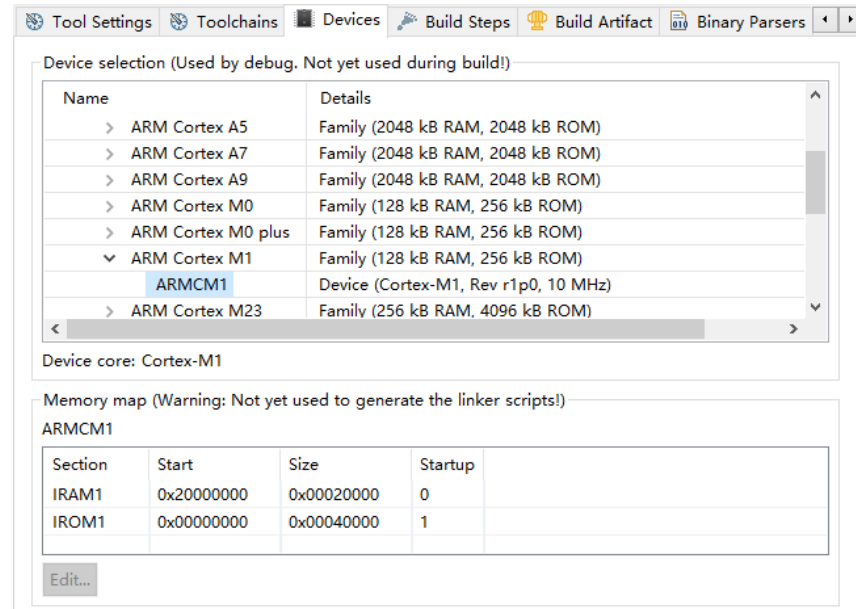 Tool Settings Toolchains Devices Build Steps Build Artifact Binary Parsers
Device selection (Used by debug. Not yet used during build!)
Name Details
ARM Cortex A5 Family (2048 kB RAM, 2048 kB ROM)
ARM Cortex A7 Family (2048 kB RAM, 2048 kB ROM)
ARM Cortex A9 Family (2048 kB RAM, 2048 kB ROM)
ARM Cortex M0 Family (128 kB RAM, 256 kB ROM)
ARM Cortex M0 plus Family (128 kB RAM, 256 kB ROM)
ARM Cortex M1 Family (128 kB RAM, 256 kB ROM)
ARMCM1 Device (Cortex-M1, Rev r1p0, 10 MHz)
ARM Cortex M23 Family (256 kB RAM, 4096 kB ROM)
Device core: Cortex-M1
Memory map (Warning: Not yet used to generate the linker scripts!)
ARMCM1
Section Start Size Startup
IRAM1 0x20000000 0x00020000 0
IROM1 0x00000000 0x00040000 1
Edit...